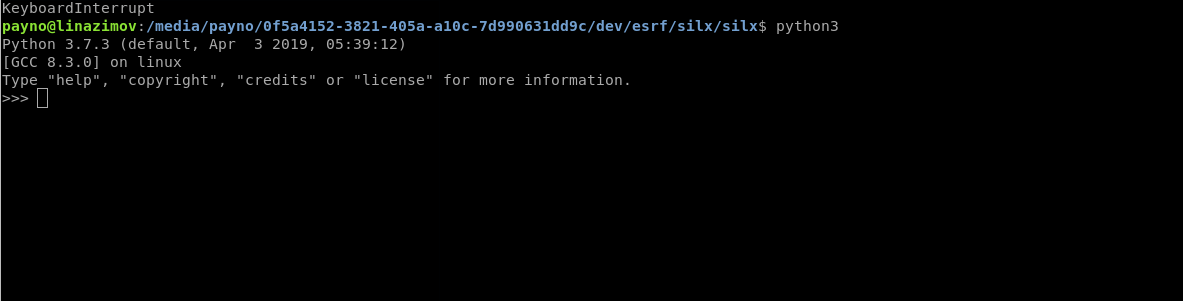 KeyboardInterrupt
payno@linazimov:/media/payno/0f5a4152-3821-405a-a10c-7d990631dd9c/dev/esrf/silx/silx$ python3
Python 3.7.3 (default, Apr  3 2019, 05:39:12)
[GCC 8.3.0] on linux
Type "help", "copyright", "credits" or "license" for more information.
>>>